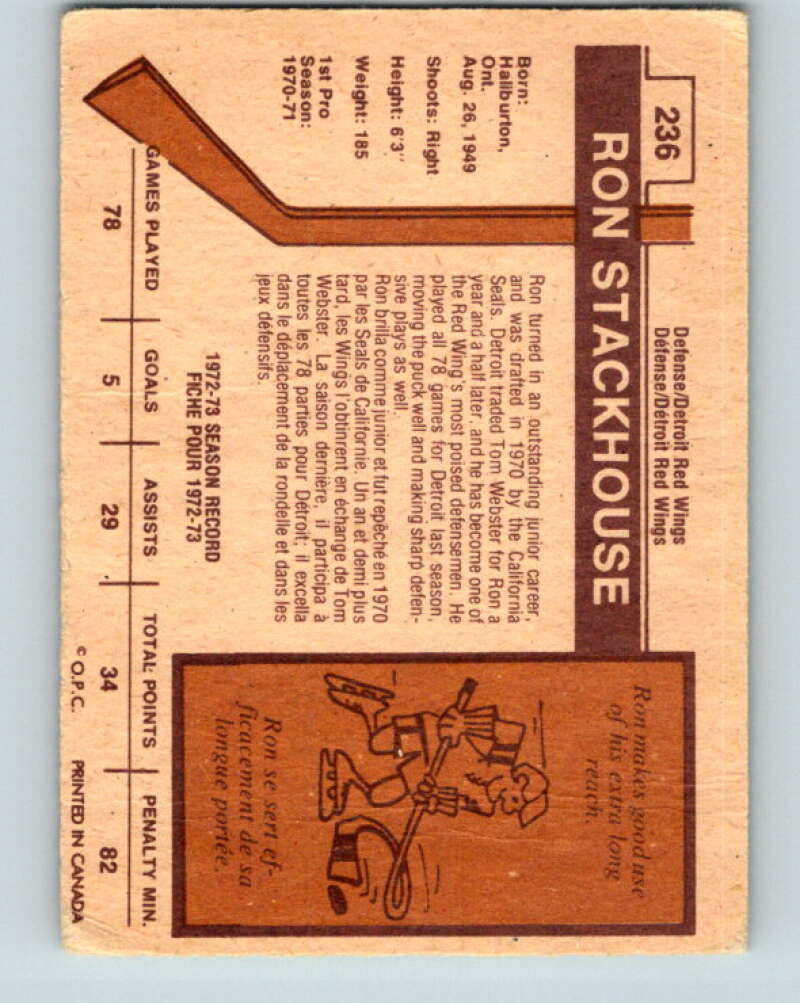 236
Defense/Detroit Red Wings
Défense/Détroit Red Wings
RON STACKHOUSE
Born:
Haliburton,
Ont.
Aug. 26, 1949
Shoots: Right
Height: 6'3"
Weight: 185
1st Pro
Season:
1970-71
Ron turned in an outstanding junior career,
and was drafted in 1970 by the California
Seals. Detroit traded Tom Webster for Ron a
year and a half later, and he has become one of
the Red Wing's most poised defensemen. He
played all 78 games for Detroit last season,
moving the puck well and making sharp defen-
sive plays as well.
Ron brilla comme junior et fut repêché en 1970
par les Seals de Californie. Un an et demi plus
tard, les Wings l'obtinrent en échange de Tom
Webster. La saison dernière, il participa à
toutes les 78 parties pour Détroit; il excella
dans le déplacement de la rondelle et dans les
jeux défensifs.
Ron makes good use
of his extra long
reach.
Ron se sert ef-
ficacement de sa
longue portée.
1972-73 SEASON RECORD
FICHE POUR 1972-73
GAMES PLAYED GOALS ASSISTS TOTAL POINTS PENALTY MIN.
78 5 29 34 82
© O.P.C. PRINTED IN CANADA